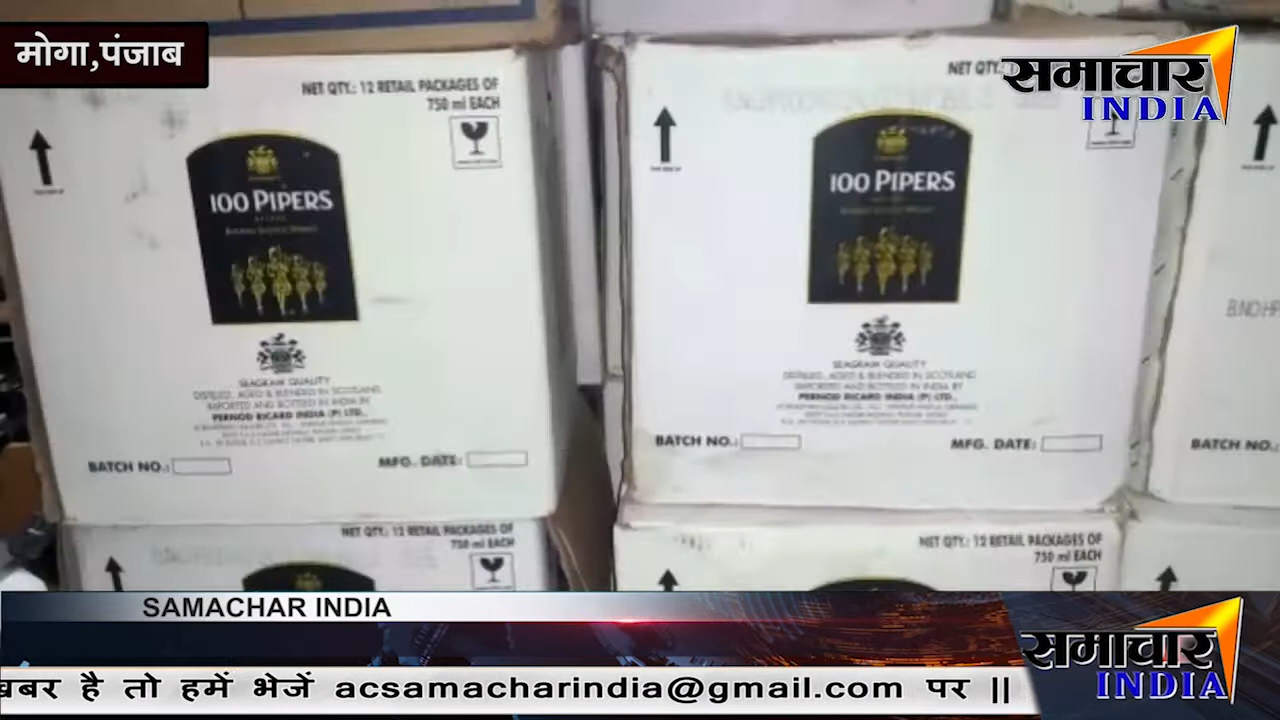 मोगा,पंजाब
समाचार
INDIA
NET QTY.: 12 RETAIL PACKAGES OF
750 ml EACH
100 PIPERS
SEAGRAM QUALITY
DISTILLED, AGED & BLENDED IN SCOTLAND
IMPORTED AND BOTTLED IN INDIA BY
PERNOD RICARD INDIA (P) LTD.,
BATCH NO.:
MFG. DATE:
NET QTY.:
100 PIPERS
SEAGRAM QUALITY
DISTILLED, AGED & BLENDED IN SCOTLAND
IMPORTED AND BOTTLED IN INDIA BY
PERNOD RICARD INDIA (P) LTD.,
BATCH NO.:
MFG. DATE:
BATCH NO.:
NET QTY.: 12 RETAIL PACKAGES OF
750 ml EACH
NET QTY.: 12 RETAIL PACKAGES OF
750 ml EACH
SAMACHAR INDIA
खबर है तो हमें भेजें acsamacharindia@gmail.com पर ||
समाचार
INDIA